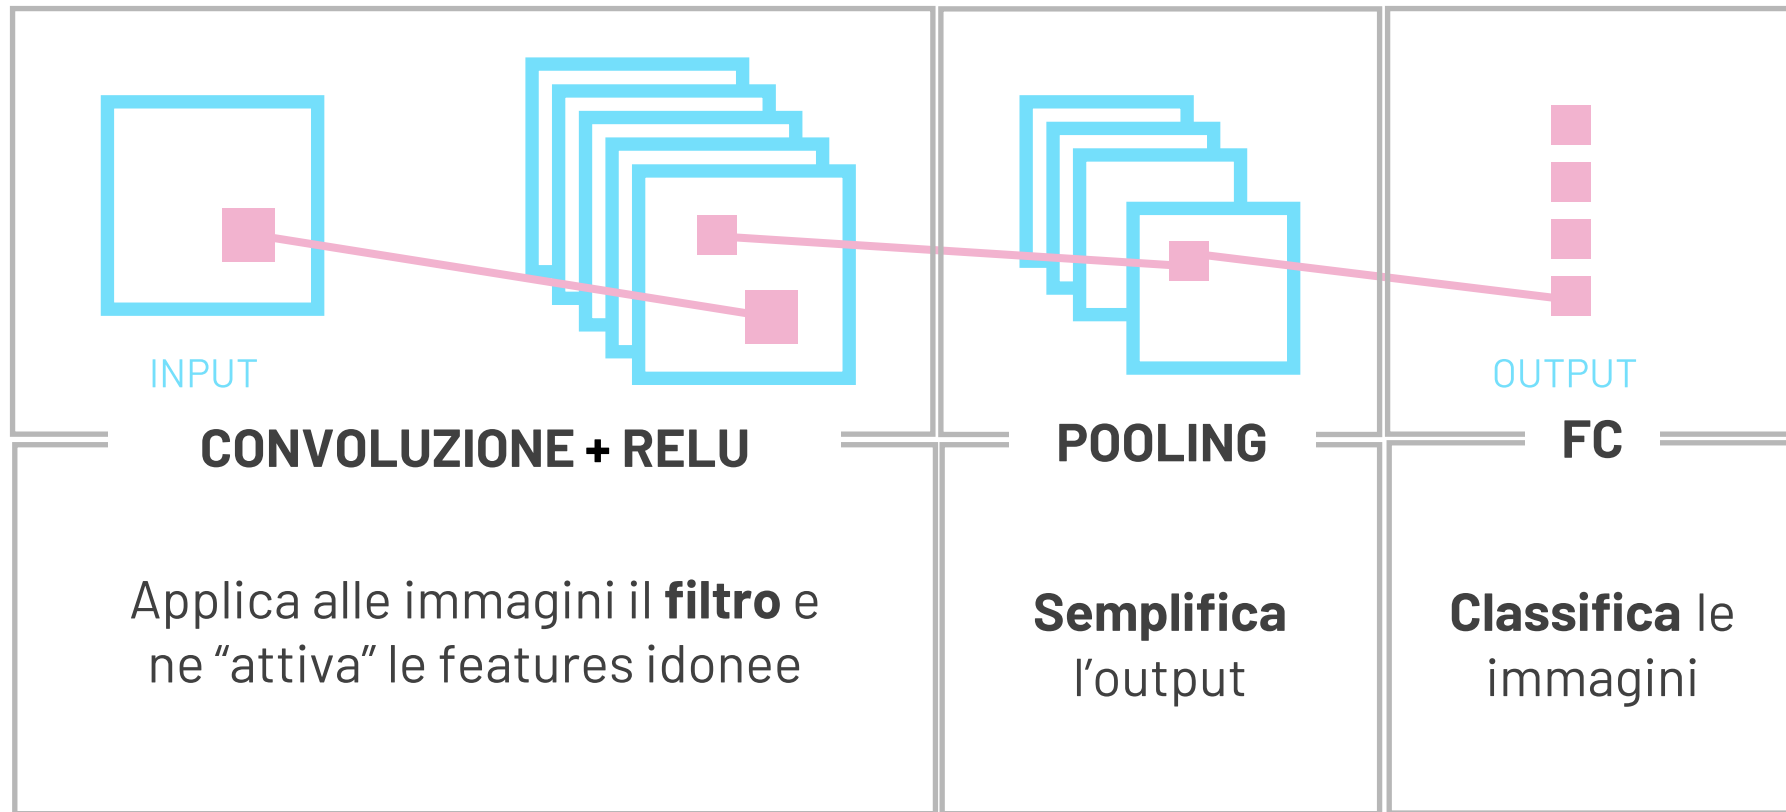 INPUT
OUTPUT
CONVOLUZIONE + RELU
POOLING
FC
Applica alle immagini il filtro e
ne “attiva” le features idonee
Semplifica
l’output
Classifica le
immagini